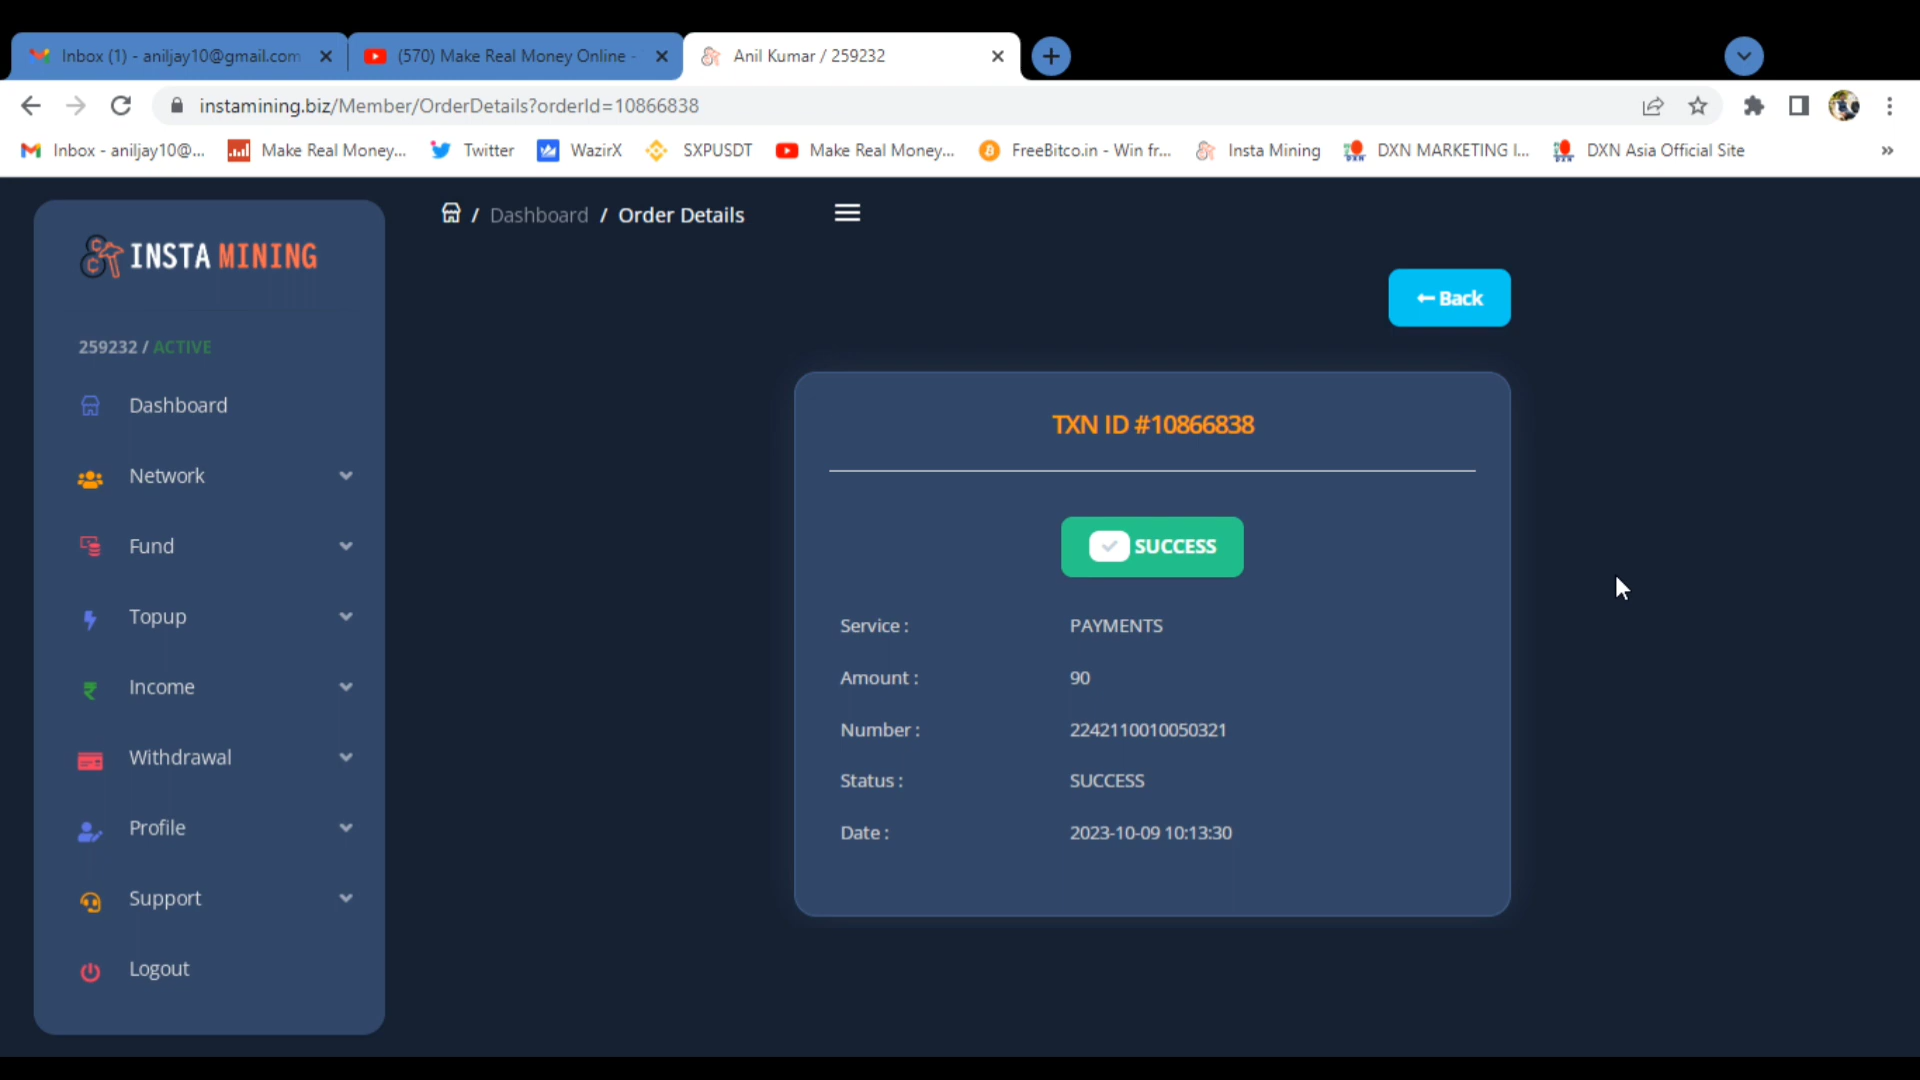 Inbox (1) - aniljay10@gmail.com
(570) Make Real Money Online -
Anil Kumar / 259232
instamining.biz/Member/OrderDetails?orderId=10866838
Inbox - aniljay10@...
Make Real Money...
Twitter
WazirX
SXPUSDT
Make Real Money...
FreeBitco.in - Win fr...
Insta Mining
DXN MARKETING I...
DXN Asia Official Site
»
INSTA MINING
259232 / ACTIVE
Dashboard
Network
Fund
Topup
Income
Withdrawal
Profile
Support
Logout
/ Dashboard / Order Details
Back
TXN ID #10866838
SUCCESS
Service : PAYMENTS
Amount : 90
Number : 2242110010050321
Status : SUCCESS
Date : 2023-10-09 10:13:30